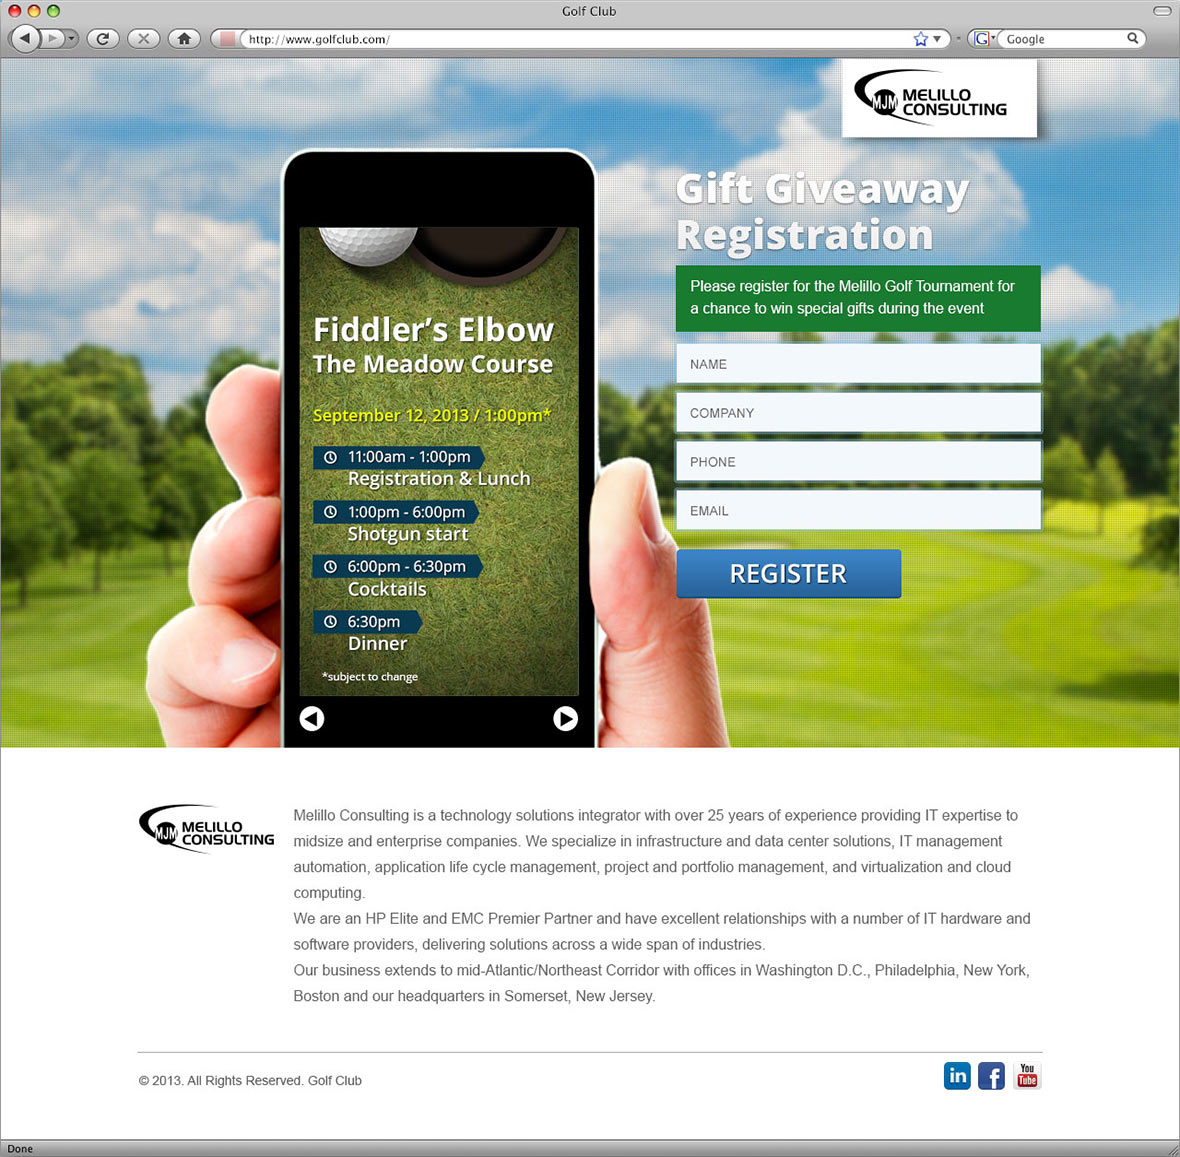 Golf Club
http://www.golfclub.com/
G
Google
MJM
MELILLO
CONSULTING
Gift Giveaway
Registration
Please register for the Melillo Golf Tournament for
a chance to win special gifts during the event
NAME
COMPANY
PHONE
EMAIL
REGISTER
Fiddler’s Elbow
The Meadow Course
September 12, 2013 / 1:00pm*
11:00am - 1:00pm
Registration & Lunch
1:00pm - 6:00pm
Shotgun start
6:00pm - 6:30pm
Cocktails
6:30pm
Dinner
*subject to change
MJM
MELILLO
CONSULTING
Melillo Consulting is a technology solutions integrator with over 25 years of experience providing IT expertise to
midsize and enterprise companies. We specialize in infrastructure and data center solutions, IT management
automation, application life cycle management, project and portfolio management, and virtualization and cloud
computing.
We are an HP Elite and EMC Premier Partner and have excellent relationships with a number of IT hardware and
software providers, delivering solutions across a wide span of industries.
Our business extends to mid-Atlantic/Northeast Corridor with offices in Washington D.C., Philadelphia, New York,
Boston and our headquarters in Somerset, New Jersey.
© 2013. All Rights Reserved. Golf Club
in
f
You
Tube
Done